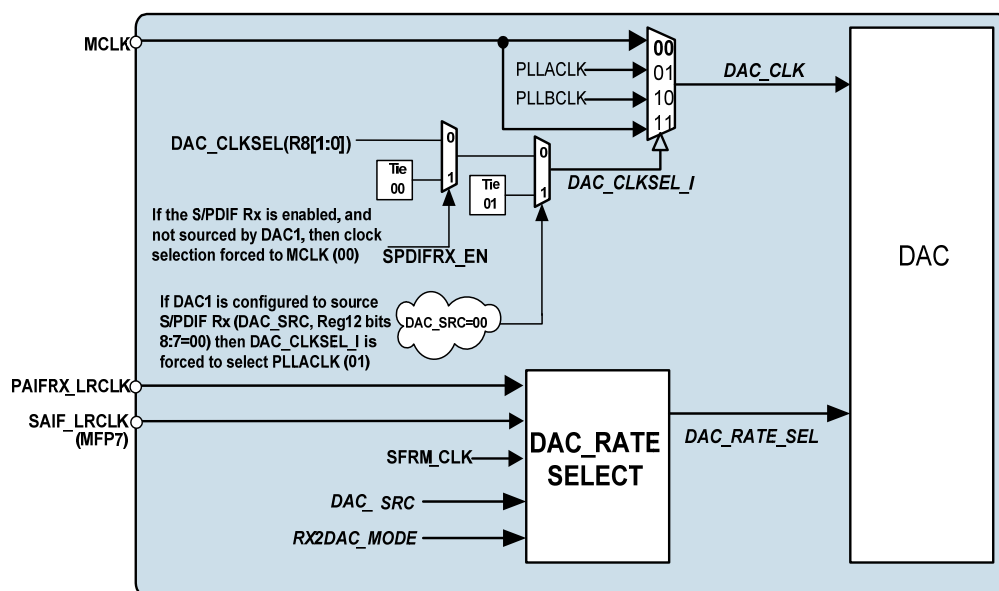 MCLK
00
PLLACLK
01
DAC_CLK
PLLBCLK
10
11
DAC_CLKSEL(R8[1:0])
0
1
Tie
00
0
1
Tie
01
DAC_CLKSEL_I
If the S/PDIF Rx is enabled, and
not sourced by DAC1, then clock
selection forced to MCLK (00)
SPDIFRX_EN
DAC
If DAC1 is configured to source
S/PDIF Rx (DAC_SRC, Reg12 bits
8:7=00) then DAC_CLKSEL_I is
forced to select PLLACLK (01)
DAC_SRC=00
PAIFRX_LRCLK
SAIF_LRCLK
(MFP7)
SFRM_CLK
DAC_ SRC
RX2DAC_MODE
DAC_RATE
SELECT
DAC_RATE_SEL